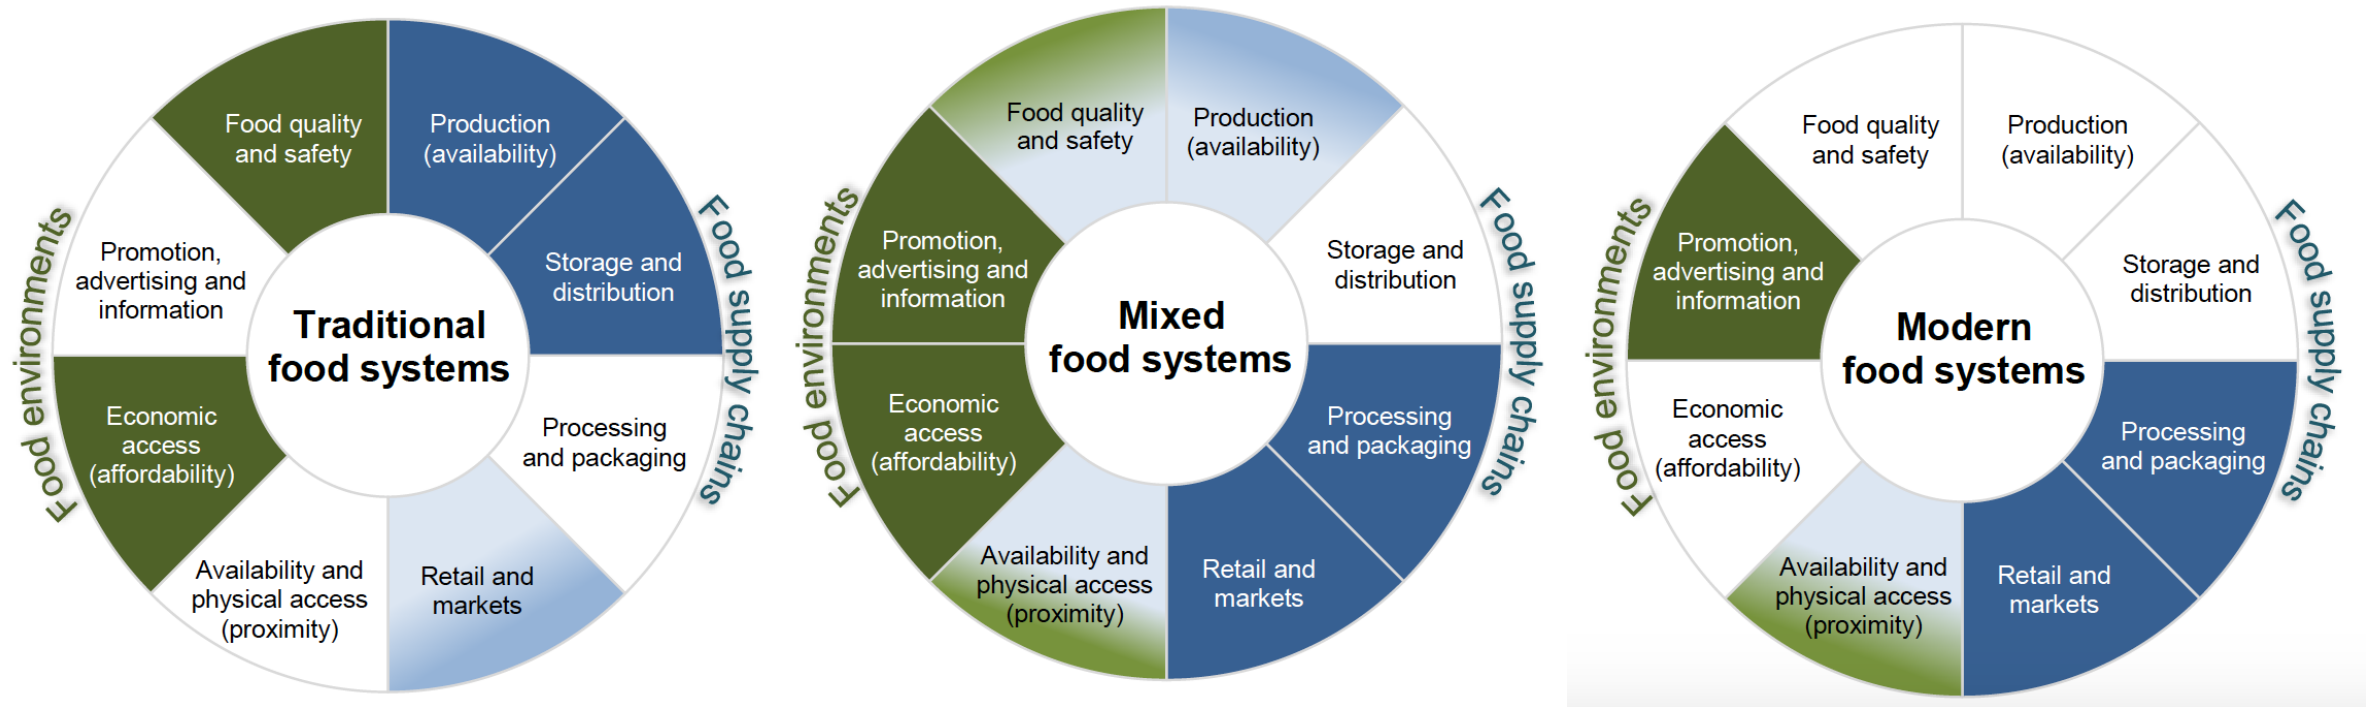 Food environments
Food quality
and safety
Production
(availability)
Promotion,
advertising and
information
Storage and
distribution
Traditional
food systems
Economic
access
(affordability)
Processing
and packaging
Availability and
physical access
(proximity)
Retail and
markets
Food suppply chains
Food environments
Food quality
and safety
Production
(availability)
Promotion,
advertising and
information
Storage and
distribution
Mixed
food systems
Economic
access
(affordability)
Processing
and packaging
Availability and
physical access
(proximity)
Retail and
markets
Food suppply chains
Food environments
Food quality
and safety
Production
(availability)
Promotion,
advertising and
information
Storage and
distribution
Modern
food systems
Economic
access
(affordability)
Processing
and packaging
Availability and
physical access
(proximity)
Retail and
markets
Food suppply chains